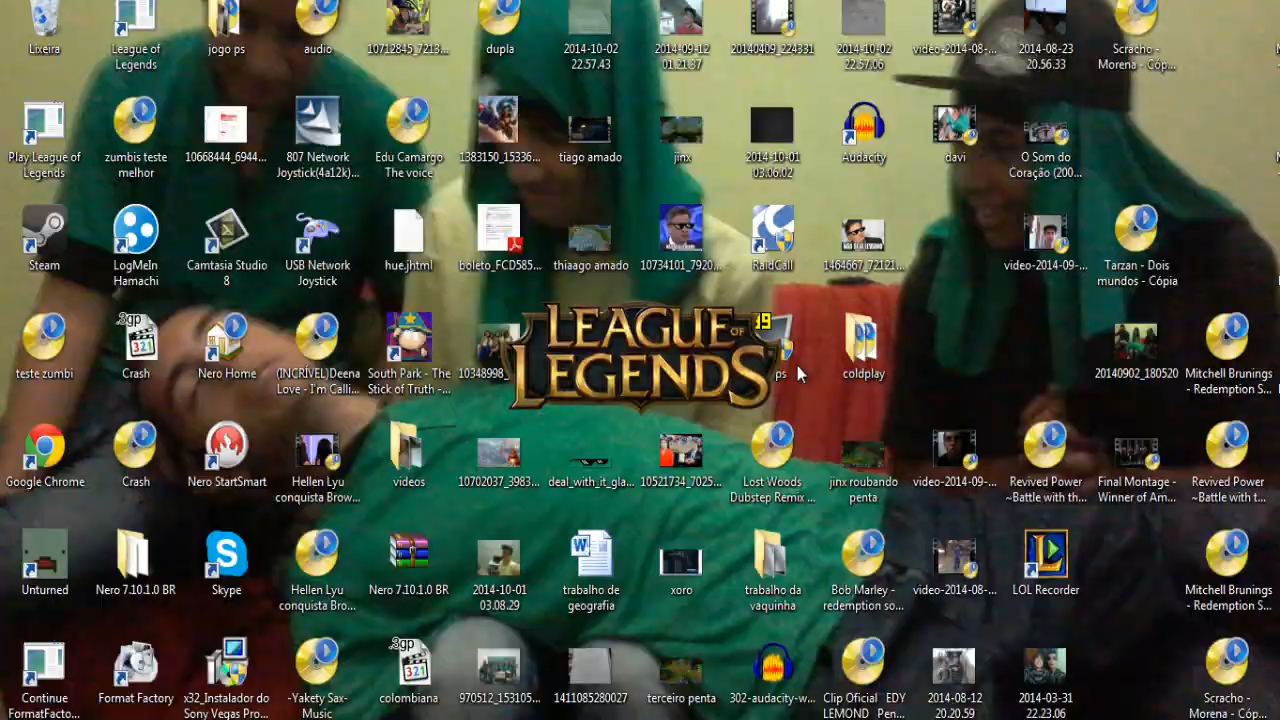 Lixeira
League of
Legends
jogo ps
audio
10712845_7213...
dupla
2014-10-02
22.57.43
2014-09-12
01.21.37
20140409_224331
2014-10-02
22.57.06
video-2014-08-...
2014-08-23
20.56.33
Scracho -
Morena - Cóp...
Play League of
Legends
zumbis teste
melhor
10668444_6944...
807 Network
Joystick(4a12k)...
Edu Camargo
The voice
1383150_15336...
tiago amado
jinx
2014-10-01
03.06.02
Audacity
davi
O Som do
Coração (200...
Steam
LogMeIn
Hamachi
Camtasia Studio
8
USB Network
Joystick
hue.jhtml
boleto_FCD585...
thiaago amado
10734101_7920...
RaidCall
1464667_72121...
video-2014-09-...
Tarzan - Dois
mundos - Cópia
LEAGUE OF
LEGENDS
19
teste zumbi
.3gp
Crash
Nero Home
(INCRÍVEL)Deena
Love - I'm Calli...
South Park - The
Stick of Truth -...
10348998_
ps
coldplay
20140902_180520
Mitchell Brunings
- Redemption S...
Google Chrome
Crash
Nero StartSmart
Hellen Lyu
conquista Brow...
videos
10702037_3983...
deal_with_it_gla...
10521734_7025...
Lost Woods
Dubstep Remix ...
jinx roubando
penta
video-2014-09-...
Revived Power
~Battle with th...
Final Montage -
Winner of Am...
Revived Power
~Battle with t...
Unturned
Nero 7.10.1.0 BR
Skype
Hellen Lyu
conquista Bro...
Nero 7.10.1.0 BR
2014-10-01
03.08.29
trabalho de
geografia
xoro
trabalho da
vaquinha
Bob Marley -
redemption so...
video-2014-08-...
LOL Recorder
Mitchell Brunings
- Redemption S...
Continue
FormatFacto...
Format Factory
x32_Instalador do
Sony Vegas Pro...
-Yakety Sax-
Music
.3gp
colombiana
970512_153105...
1411085280027
terceiro penta
302-audacity-w...
Clip Oficial_EDY
LEMOND_Pen...
2014-08-12
20.20.59
2014-03-31
22.23.06
Scracho -
Morena - Cóp...